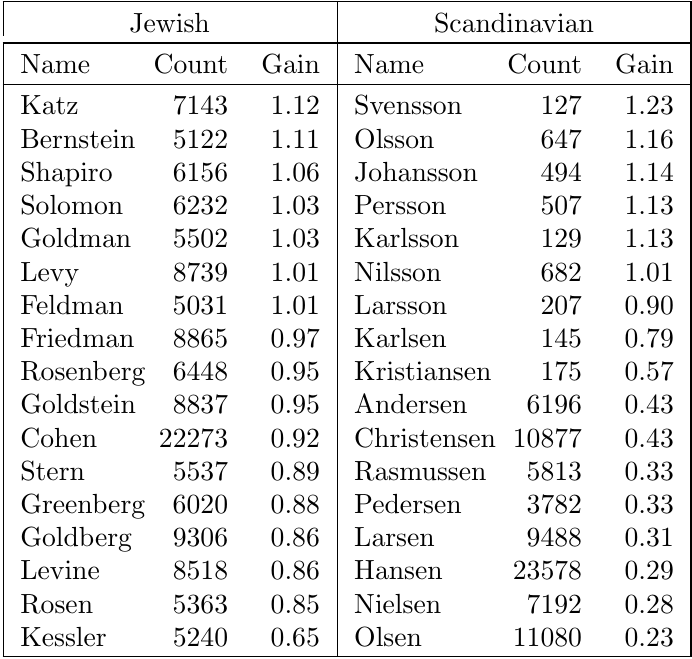 Jewish Scandinavian
Name Count Gain Name Count Gain
Katz 7143 1.12 Svensson 127 1.23
Bernstein 5122 1.11 Olsson 647 1.16
Shapiro 6156 1.06 Johansson 494 1.14
Solomon 6232 1.03 Persson 507 1.13
Goldman 5502 1.03 Karlsson 129 1.13
Levy 8739 1.01 Nilsson 682 1.01
Feldman 5031 1.01 Larsson 207 0.90
Friedman 8865 0.97 Karlsen 145 0.79
Rosenberg 6448 0.95 Kristiansen 175 0.57
Goldstein 8837 0.95 Andersen 6196 0.43
Cohen 22273 0.92 Christensen 10877 0.43
Stern 5537 0.89 Rasmussen 5813 0.33
Greenberg 6020 0.88 Pedersen 3782 0.33
Goldberg 9306 0.86 Larsen 9488 0.31
Levine 8518 0.86 Hansen 23578 0.29
Rosen 5363 0.85 Nielsen 7192 0.28
Kessler 5240 0.65 Olsen 11080 0.23